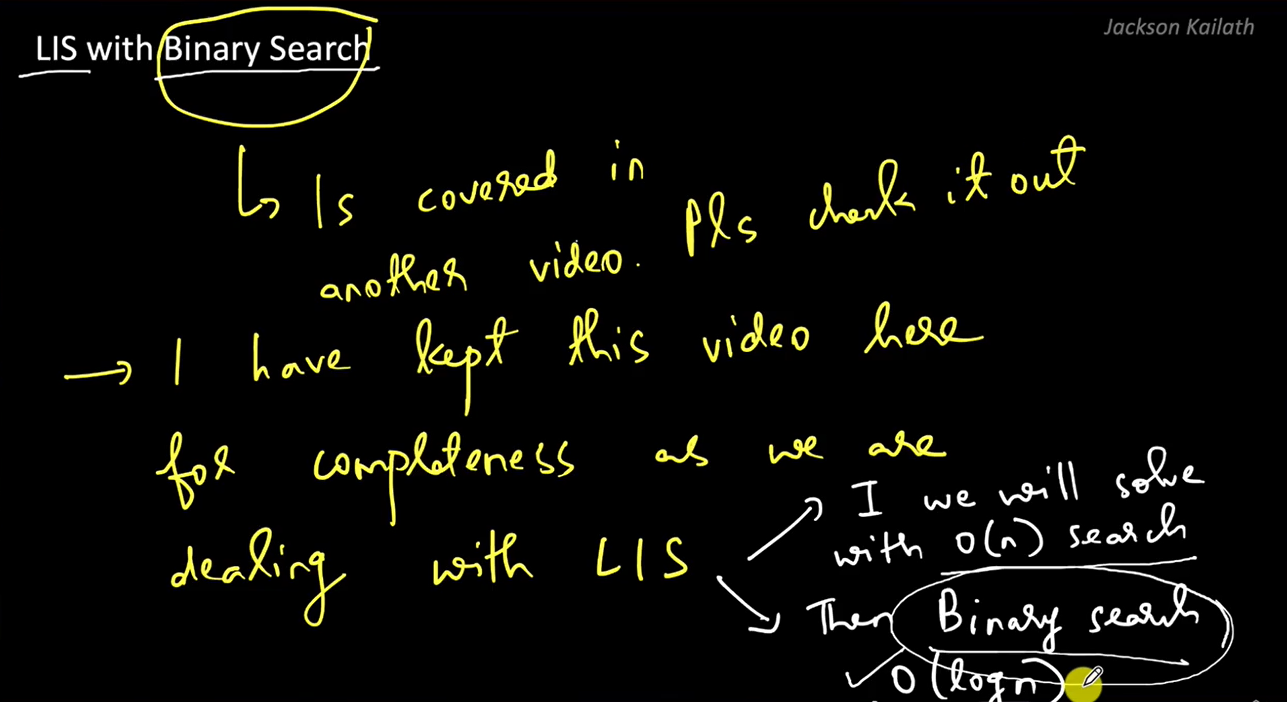 LIS with Binary Search
Jackson Kailath
Is covered in
another video. Pls check it out
I have kept this video here
for completeness as we are
dealing with LIS
I we will solve
with O(n) search
Then Binary search
O(logn)